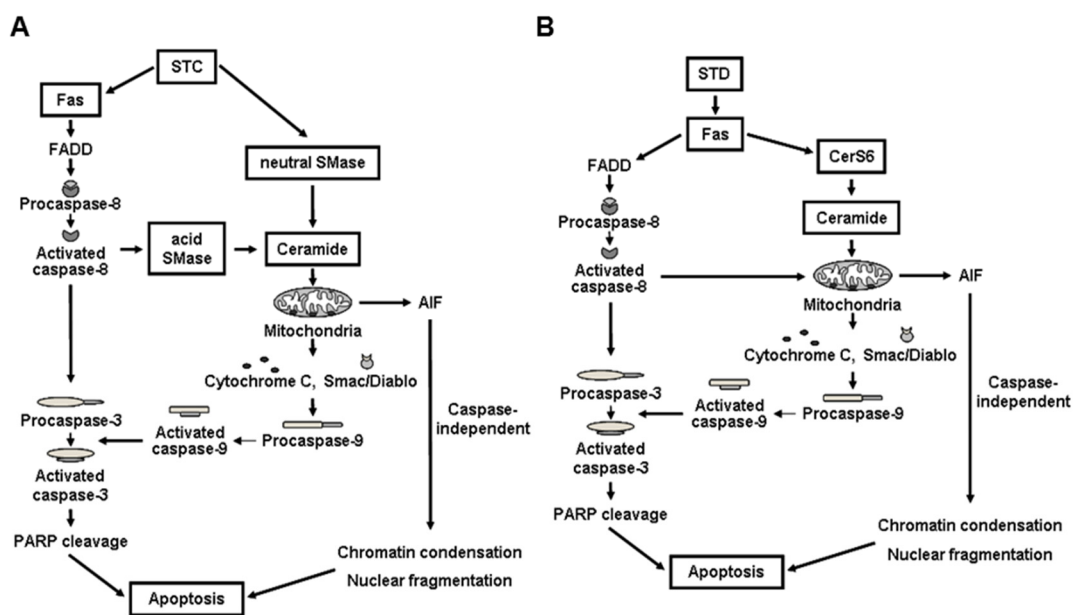 A
STC
Fas
FADD
neutral SMase
Procaspase-8
Activated
caspase-8
acid
SMase
Ceramide
Mitochondria
AIF
Cytochrome C, Smac/Diablo
Procaspase-3
Activated
caspase-9
Procaspase-9
Caspase-
independent
Activated
caspase-3
PARP cleavage
Chromatin condensation
Nuclear fragmentation
Apoptosis
B
STD
Fas
FADD
CerS6
Procaspase-8
Ceramide
Activated
caspase-8
Mitochondria
AIF
Cytochrome C, Smac/Diablo
Procaspase-3
Activated
caspase-9
Procaspase-9
Caspase-
independent
Activated
caspase-3
PARP cleavage
Chromatin condensation
Nuclear fragmentation
Apoptosis